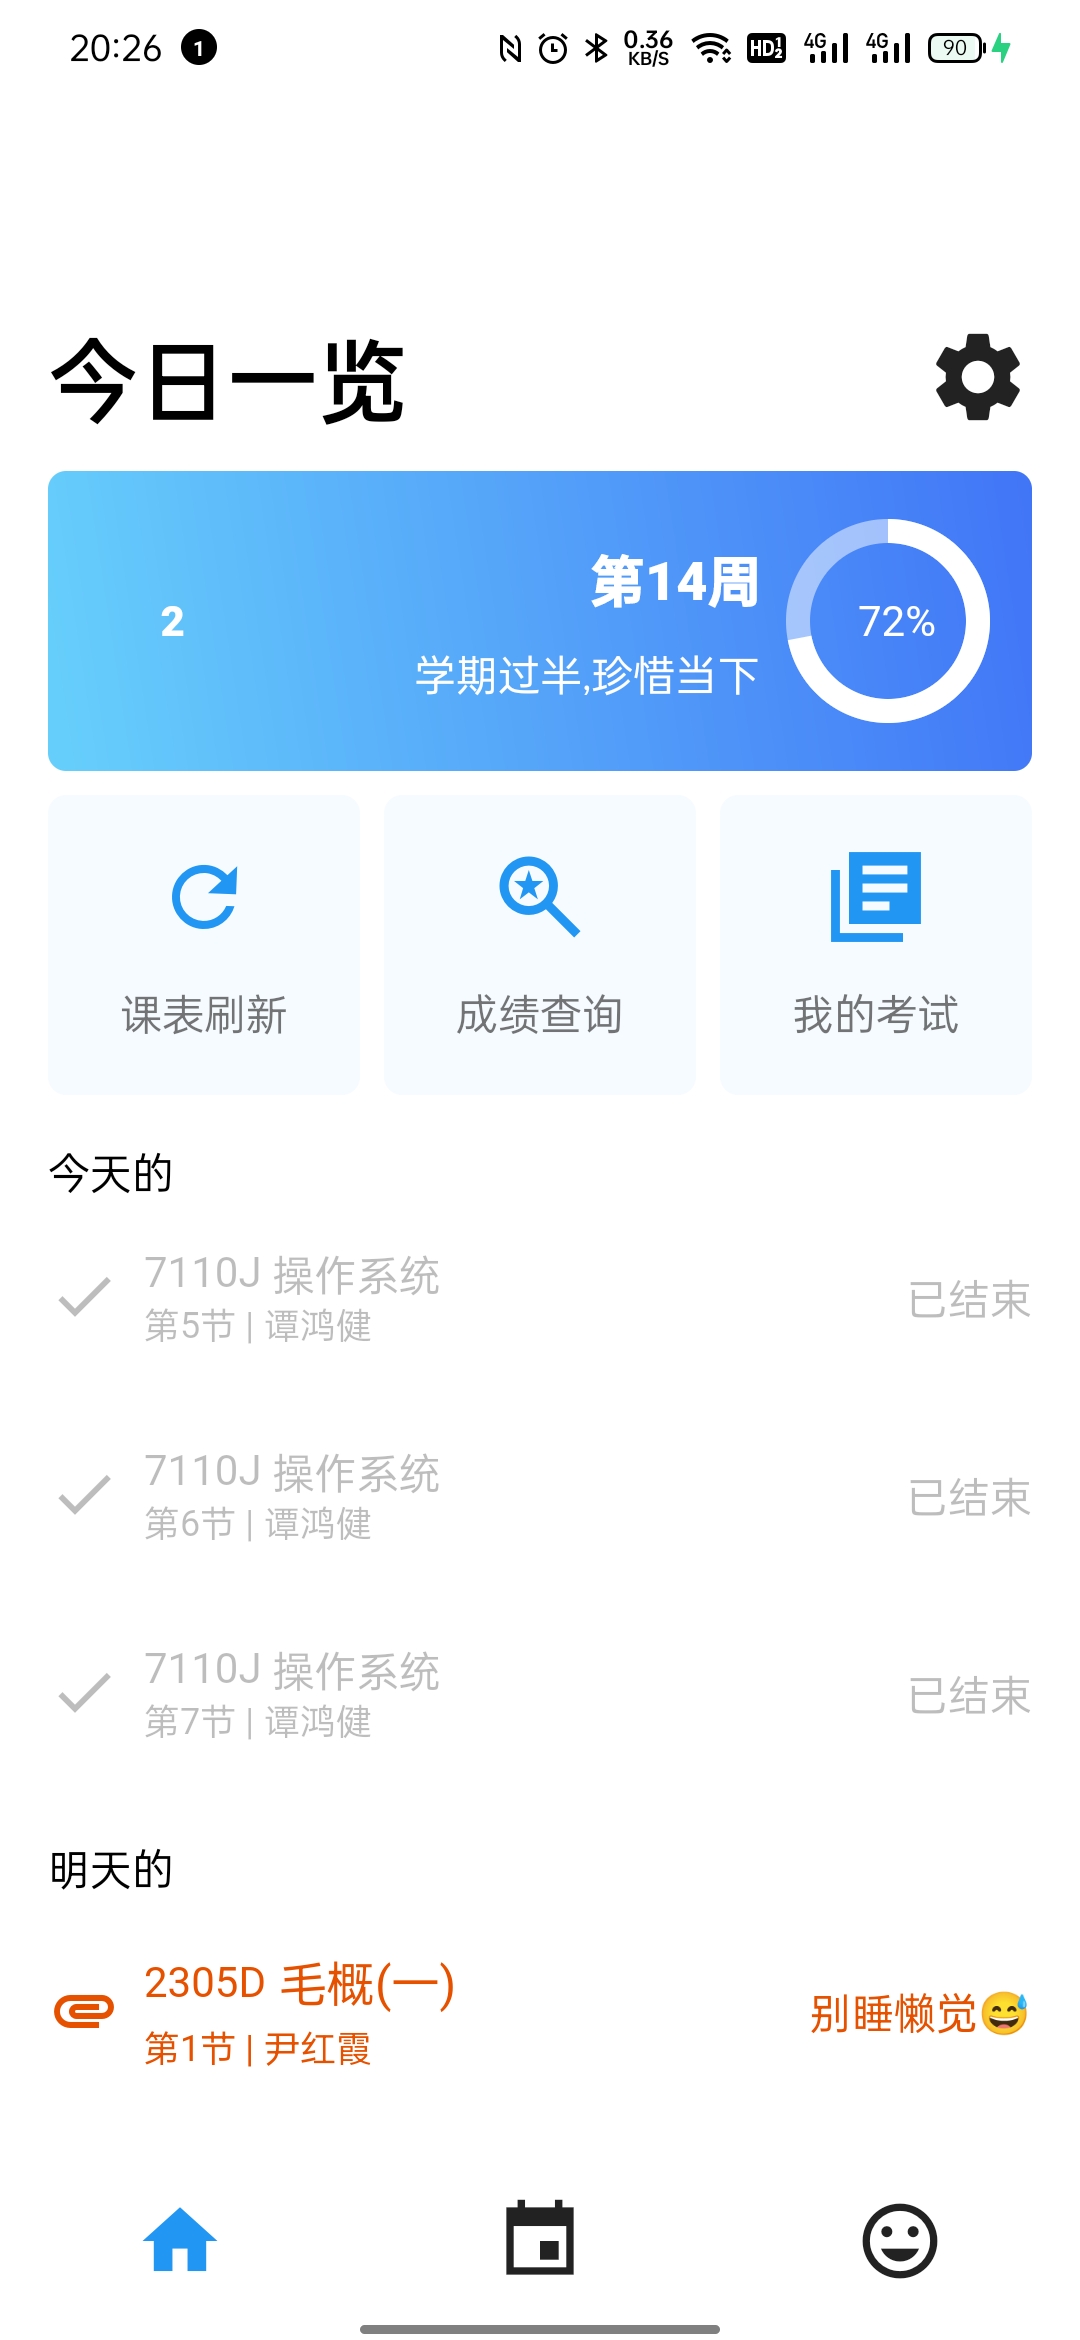 20:26 1 0.36 KB/S HD 1 2 4G 4G 90
今日一览
2
第14周
学期过半,珍惜当下
72%
课表刷新 成绩查询 我的考试
今天的
7110J 操作系统
第5节 | 谭鸿健
已结束
7110J 操作系统
第6节 | 谭鸿健
已结束
7110J 操作系统
第7节 | 谭鸿健
已结束
明天的
2305D 毛概(一)
第1节 | 尹红霞
别睡懒觉😅